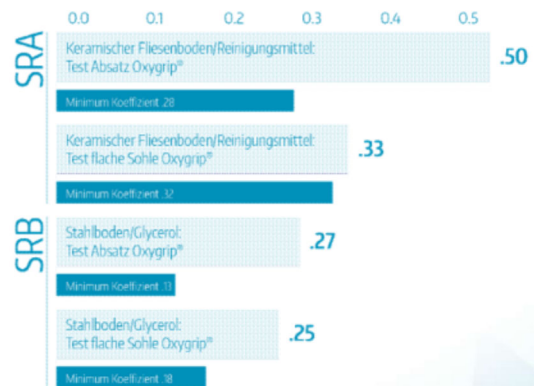 0.0 0.1 0.2 0.3 0.4 0.5
SRA
Keramischer Fliesenboden/Reinigungsmittel:
Test Absatz Oxygrip®
.50
Minimum Koeffizient .28
Keramischer Fliesenboden/Reinigungsmittel:
Test flache Sohle Oxygrip®
.33
Minimum Koeffizient .32
SRB
Stahlboden/Glycerol:
Test Absatz Oxygrip®
.27
Minimum Koeffizient .13
Stahlboden/Glycerol:
Test flache Sohle Oxygrip®
.25
Minimum Koeffizient .18